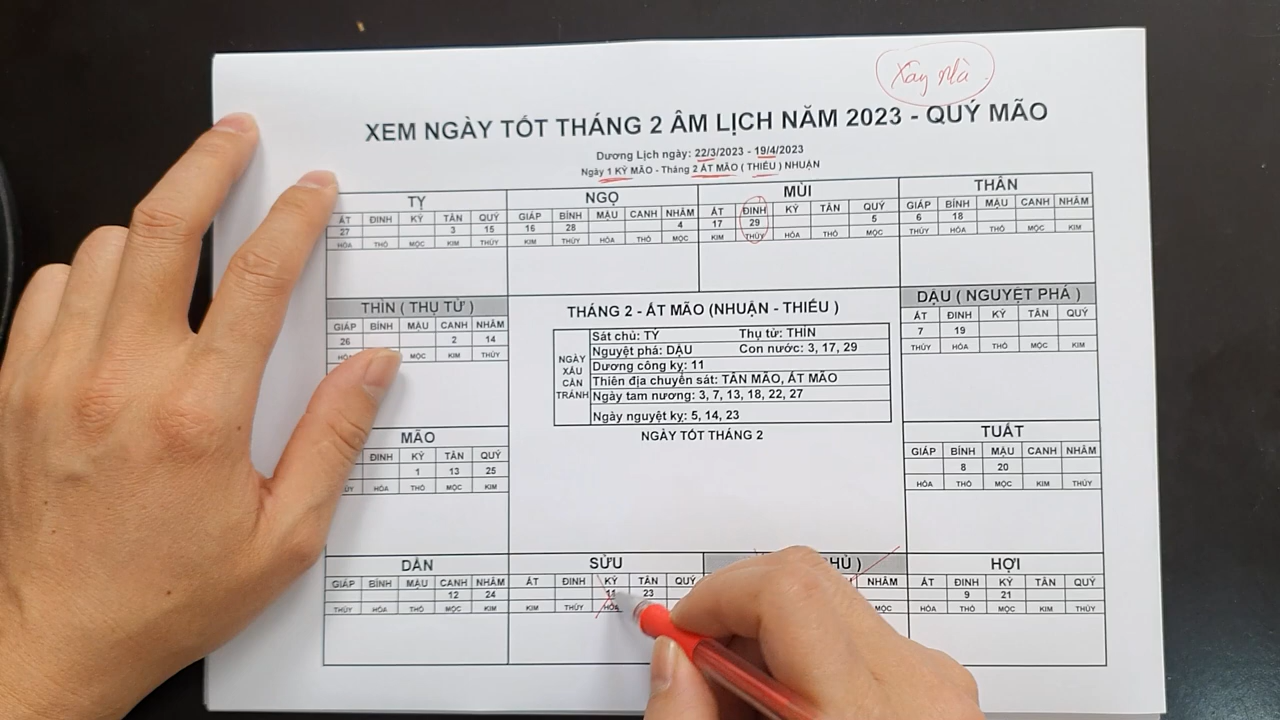 Xây nhà.
XEM NGÀY TỐT THÁNG 2 ÂM LỊCH NĂM 2023 - QUÝ MÃO
Dương Lịch ngày: 22/3/2023 - 19/4/2023
Ngày 1 KỶ MÃO - Tháng 2 ẤT MÃO ( THIẾU ) NHUẬN
TỴ
ẤT ĐINH KỶ TÂN QUÝ
27 3 15
HỎA THỔ MỘC KIM THỦY
NGỌ
GIÁP BÍNH MẬU CANH NHÂM
16 28 4
KIM THỦY HỎA THỔ MỘC
MÙI
ẤT ĐINH KỶ TÂN QUÝ
17 29 5
KIM THỦY HỎA THỔ MỘC
THÂN
GIÁP BÍNH MẬU CANH NHÂM
6 18
THỦY HỎA THỔ MỘC KIM
THÌN ( THỤ TỬ )
GIÁP BÍNH MẬU CANH NHÂM
26 2 14
MỘC KIM THỦY
THÁNG 2 - ẤT MÃO (NHUẬN - THIẾU )
NGÀY XẤU CẦN TRÁNH
Sát chủ: TÝ Thụ tử: THÌN
Nguyệt phá: DẬU Con nước: 3, 17, 29
Dương công kỵ: 11
Thiên địa chuyển sát: TÂN MÃO, ẤT MÃO
Ngày tam nương: 3, 7, 13, 18, 22, 27
Ngày nguyệt kỵ: 5, 14, 23
NGÀY TỐT THÁNG 2
DẬU ( NGUYỆT PHÁ )
ẤT ĐINH KỶ TÂN QUÝ
7 19
THỦY HỎA THỔ MỘC KIM
MÃO
ĐINH KỶ TÂN QUÝ
1 13 25
HỎA THỔ MỘC KIM
TUẤT
GIÁP BÍNH MẬU CANH NHÂM
8 20
HỎA THỔ MỘC KIM THỦY
DẦN
GIÁP BÍNH MẬU CANH NHÂM
12 24
THỦY HỎA THỔ MỘC KIM
SỬU
ẤT ĐINH KỶ TÂN QUÝ
11 23
KIM THỦY HỎA
CHỦ )
NHÂM
MỘC
HỢI
ẤT ĐINH KỶ TÂN QUÝ
9 21
HỎA THỔ MỘC KIM THỦY